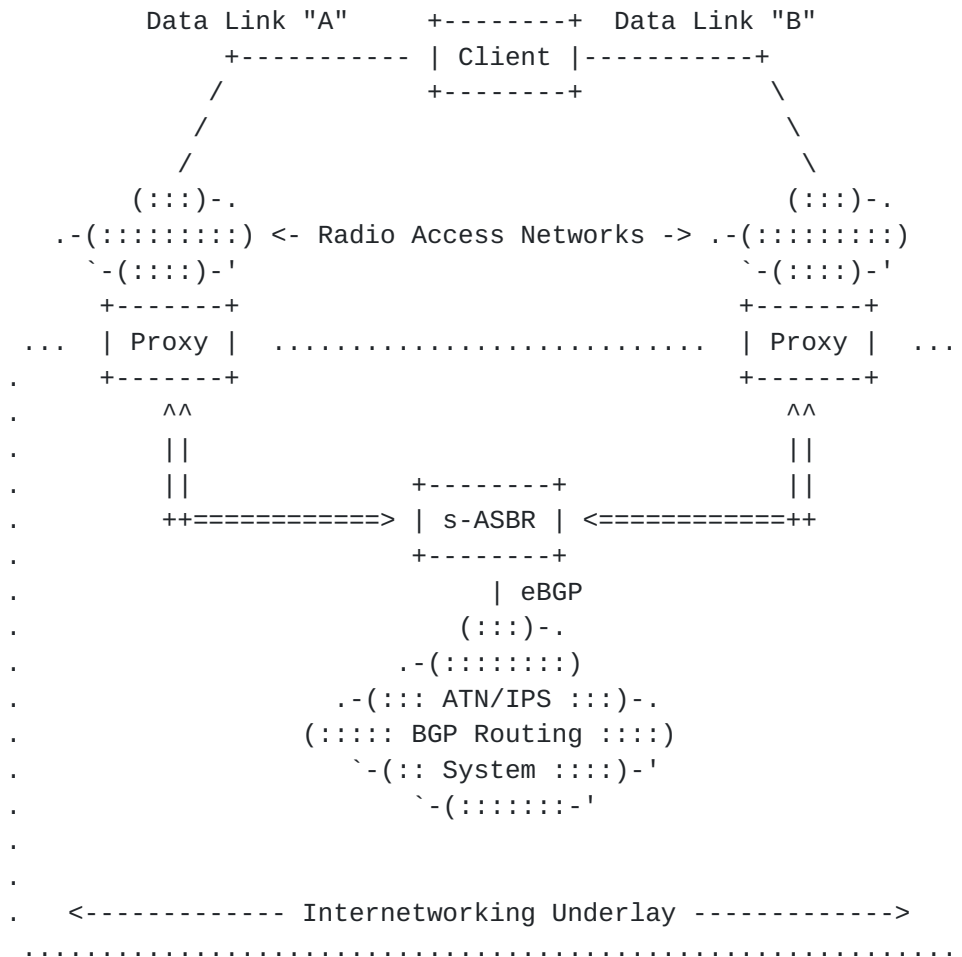 Data Link "A" +--------+ Data Link "B"
+----------- | Client |-----------+
/ +--------+ \
/ \
/ \
(:::)-. (:::)-.
.-(:::::::::) <- Radio Access Networks -> .-(:::::::::)
`-(::::)-' `-(::::)-'
+-------+ +-------+
... | Proxy | ............................ | Proxy | ...
. +-------+ +-------+
. ^^ ^^
. || ||
. || +--------+ ||
. ++============> | s-ASBR | <============++
. +--------+
. | eBGP
. (:::)-.
. .-(::::::::)
. .-(::: ATN/IPS :::)-.
. (::::: BGP Routing ::::)
. `-(:: System ::::)-'
. `-(:::::::-'
.
.
. <------------- Internetworking Underlay ------------->
.............................................................